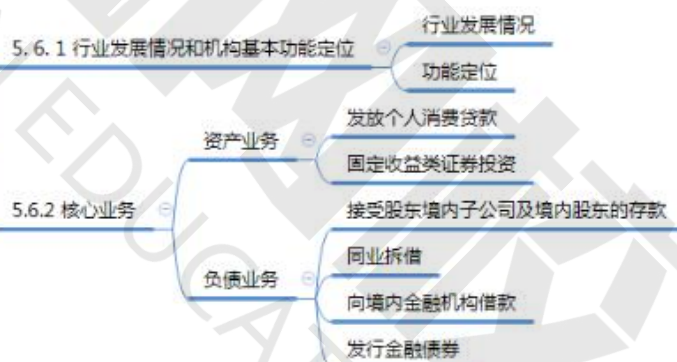 5. 6. 1 行业发展情况和机构基本功能定位
行业发展情况
功能定位
5.6.2 核心业务
资产业务
发放个人消费贷款
固定收益类证券投资
负债业务
接受股东境内子公司及境内股东的存款
同业拆借
向境内金融机构借款
发行金融债券
EDUCA